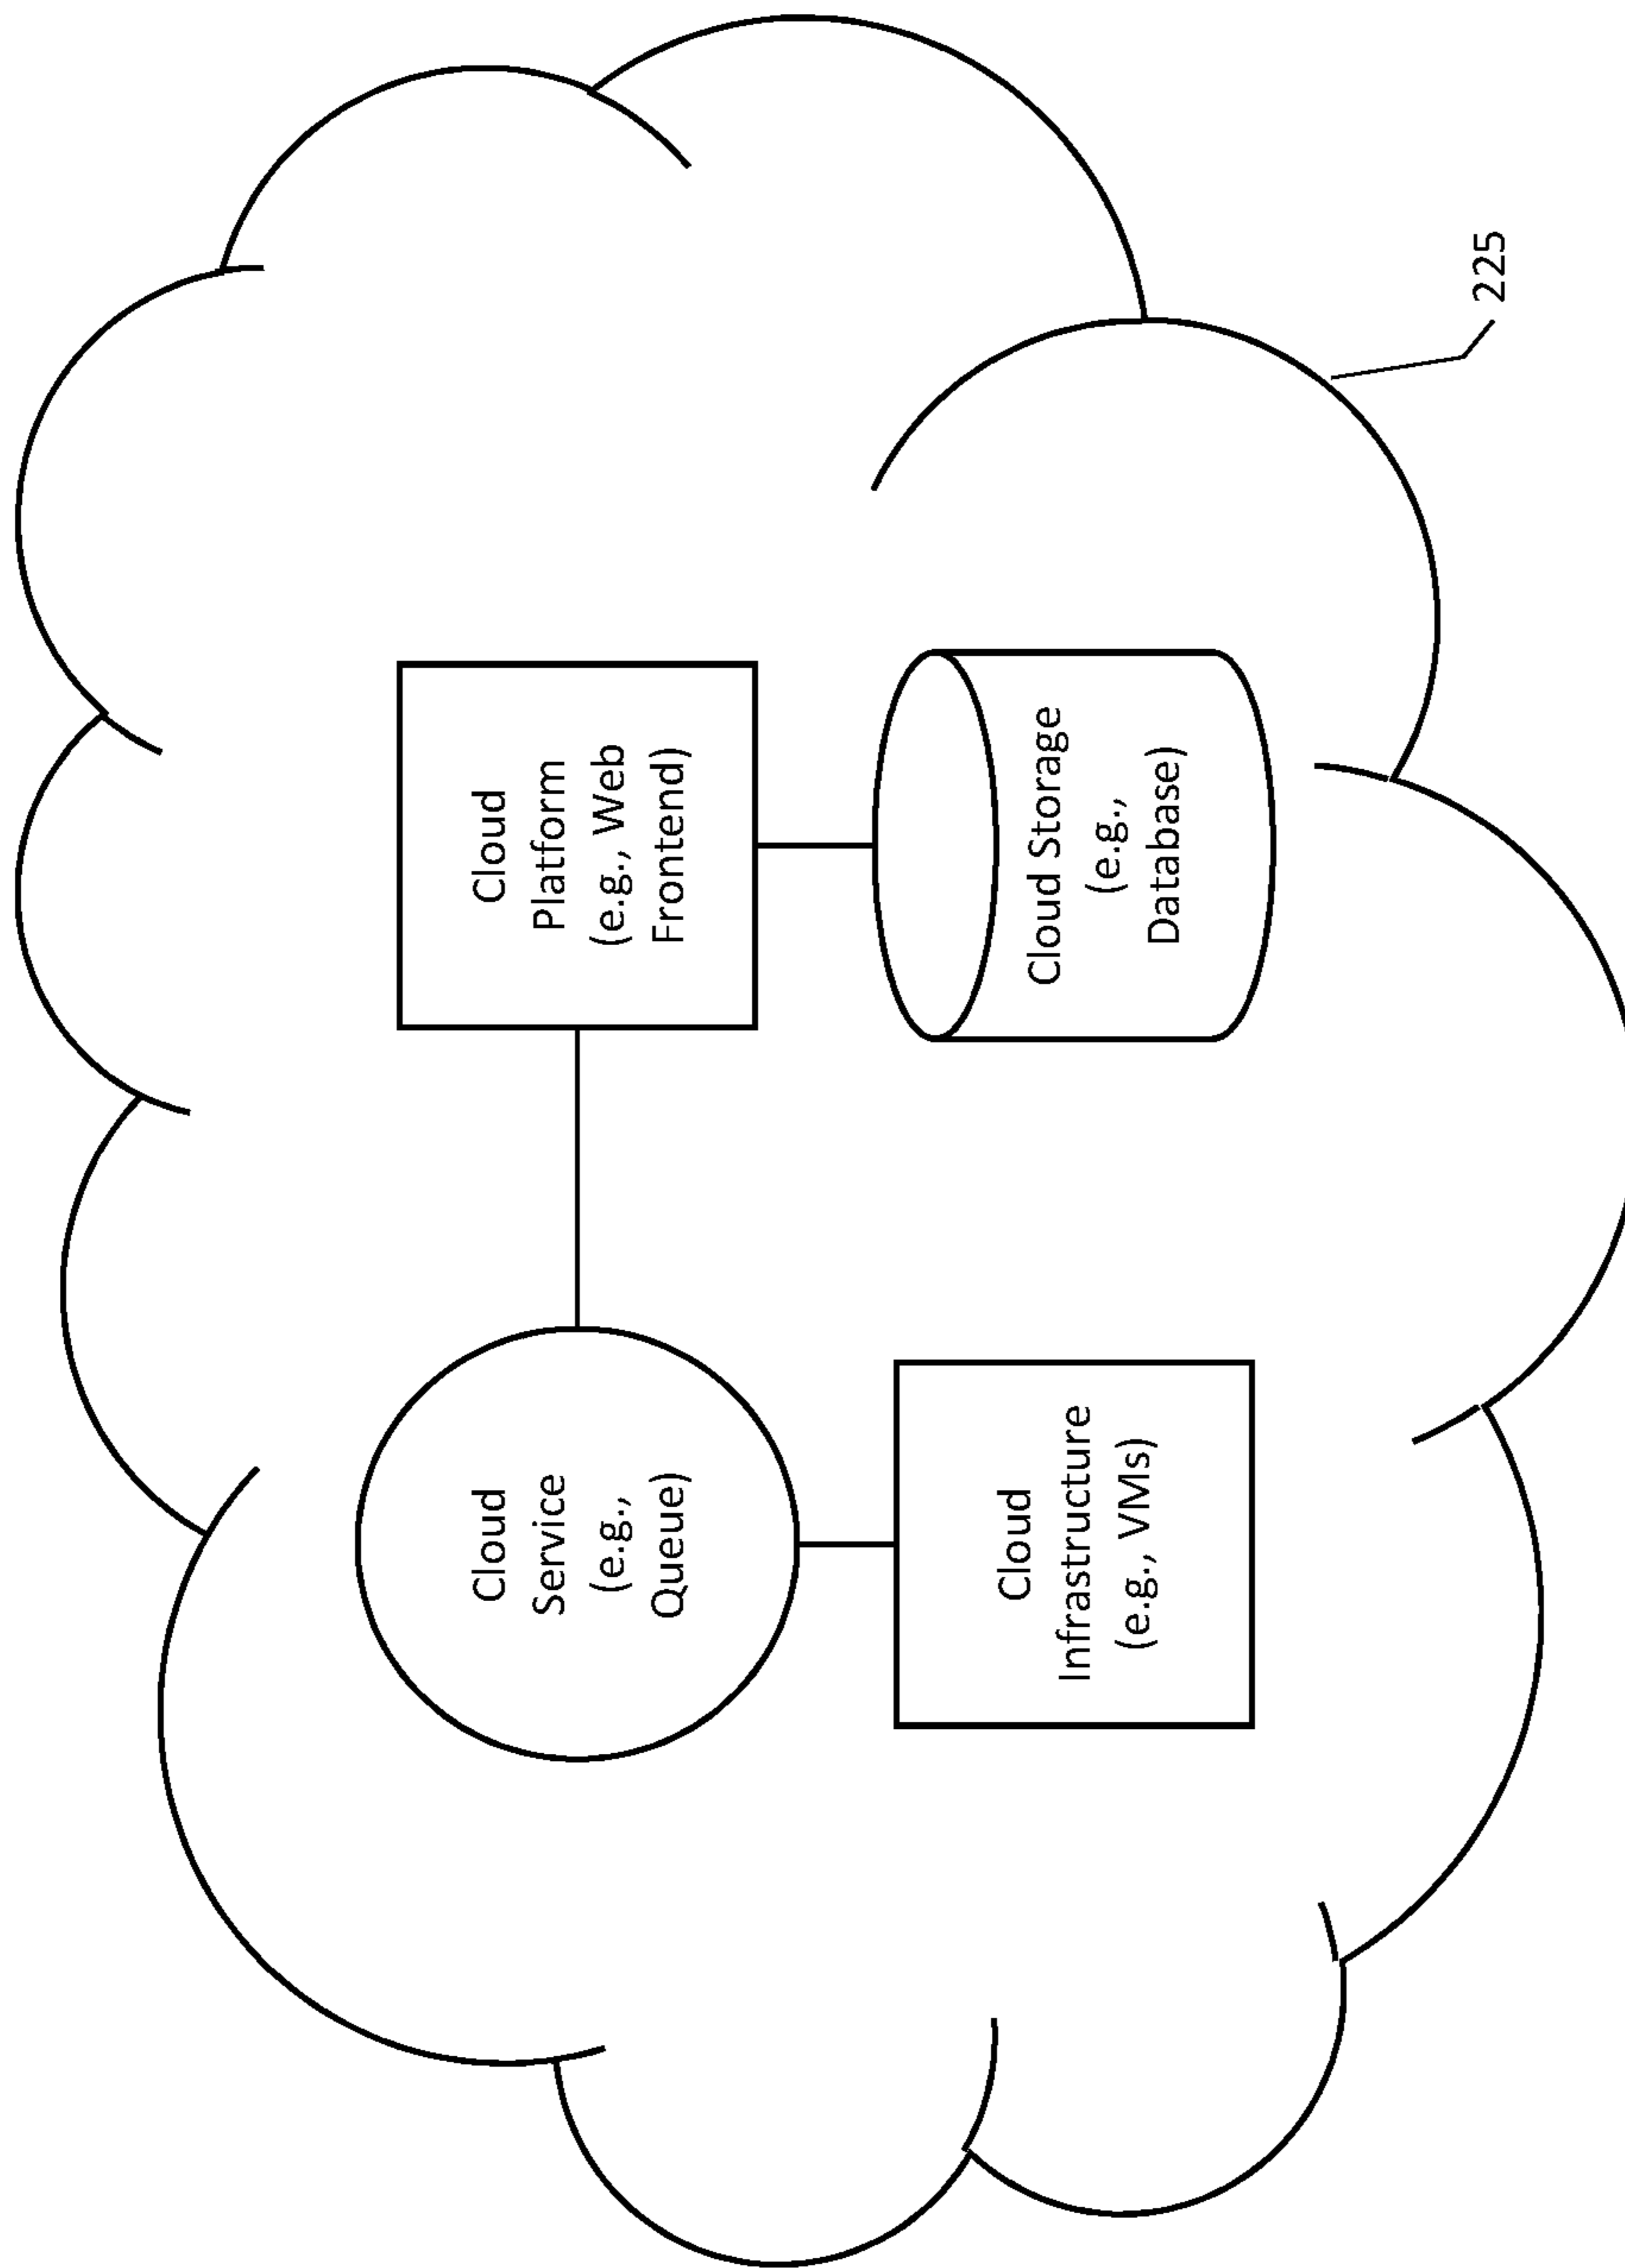 Cloud
Service
(e.g.,
Queue)
Cloud
Platform
(e.g., Web
Frontend)
Cloud
Infrastructure
(e.g., VMs)
Cloud Storage
(e.g.,
Database)
225